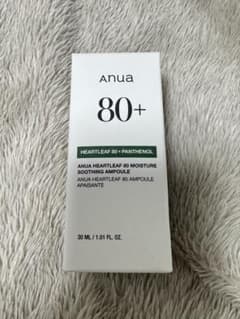 Anua
80+
HEARTLEAF 80 + PANTHENOL
ANUA HEARTLEAF 80 MOISTURE
SOOTHING AMPOULE
ANUA HEARTLEAF 80 AMPOULE
APAISANTE
30 ML / 1.01 FL. OZ.